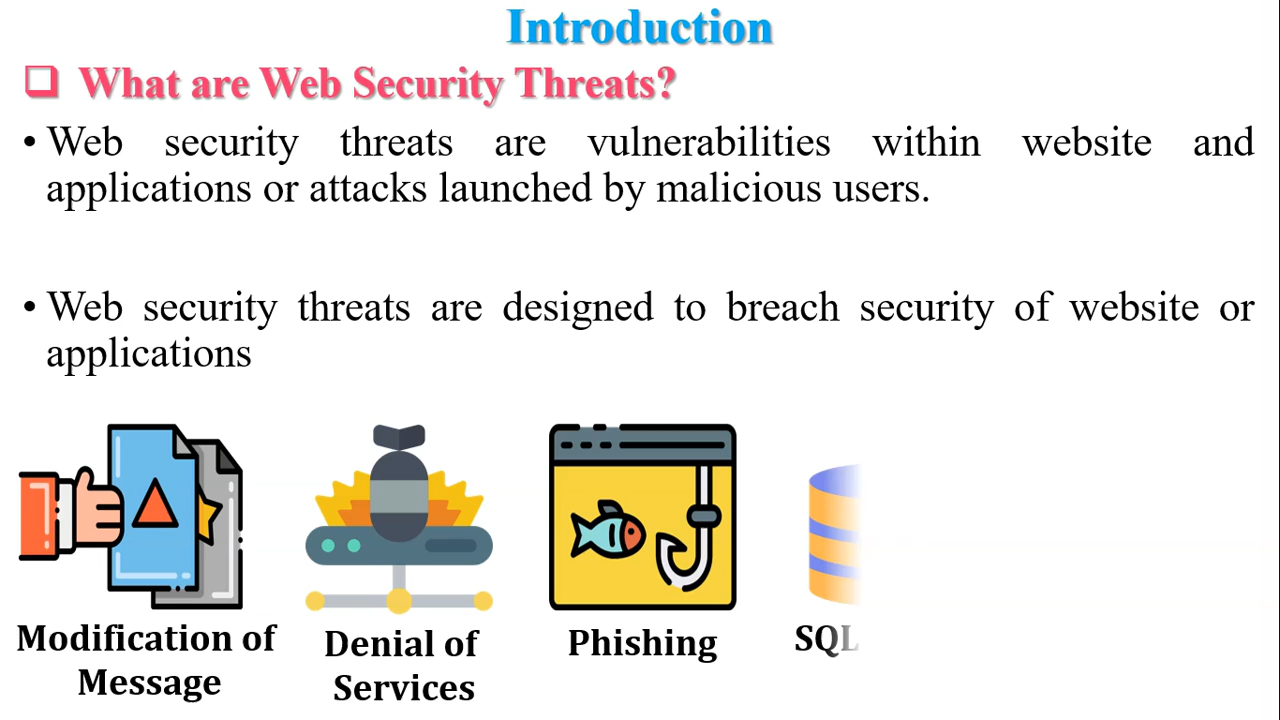 Introduction
❑ What are Web Security Threats?
• Web security threats are vulnerabilities within website and
applications or attacks launched by malicious users.
• Web security threats are designed to breach security of website or
applications
Modification of
Message
Denial of
Services
Phishing
SQL